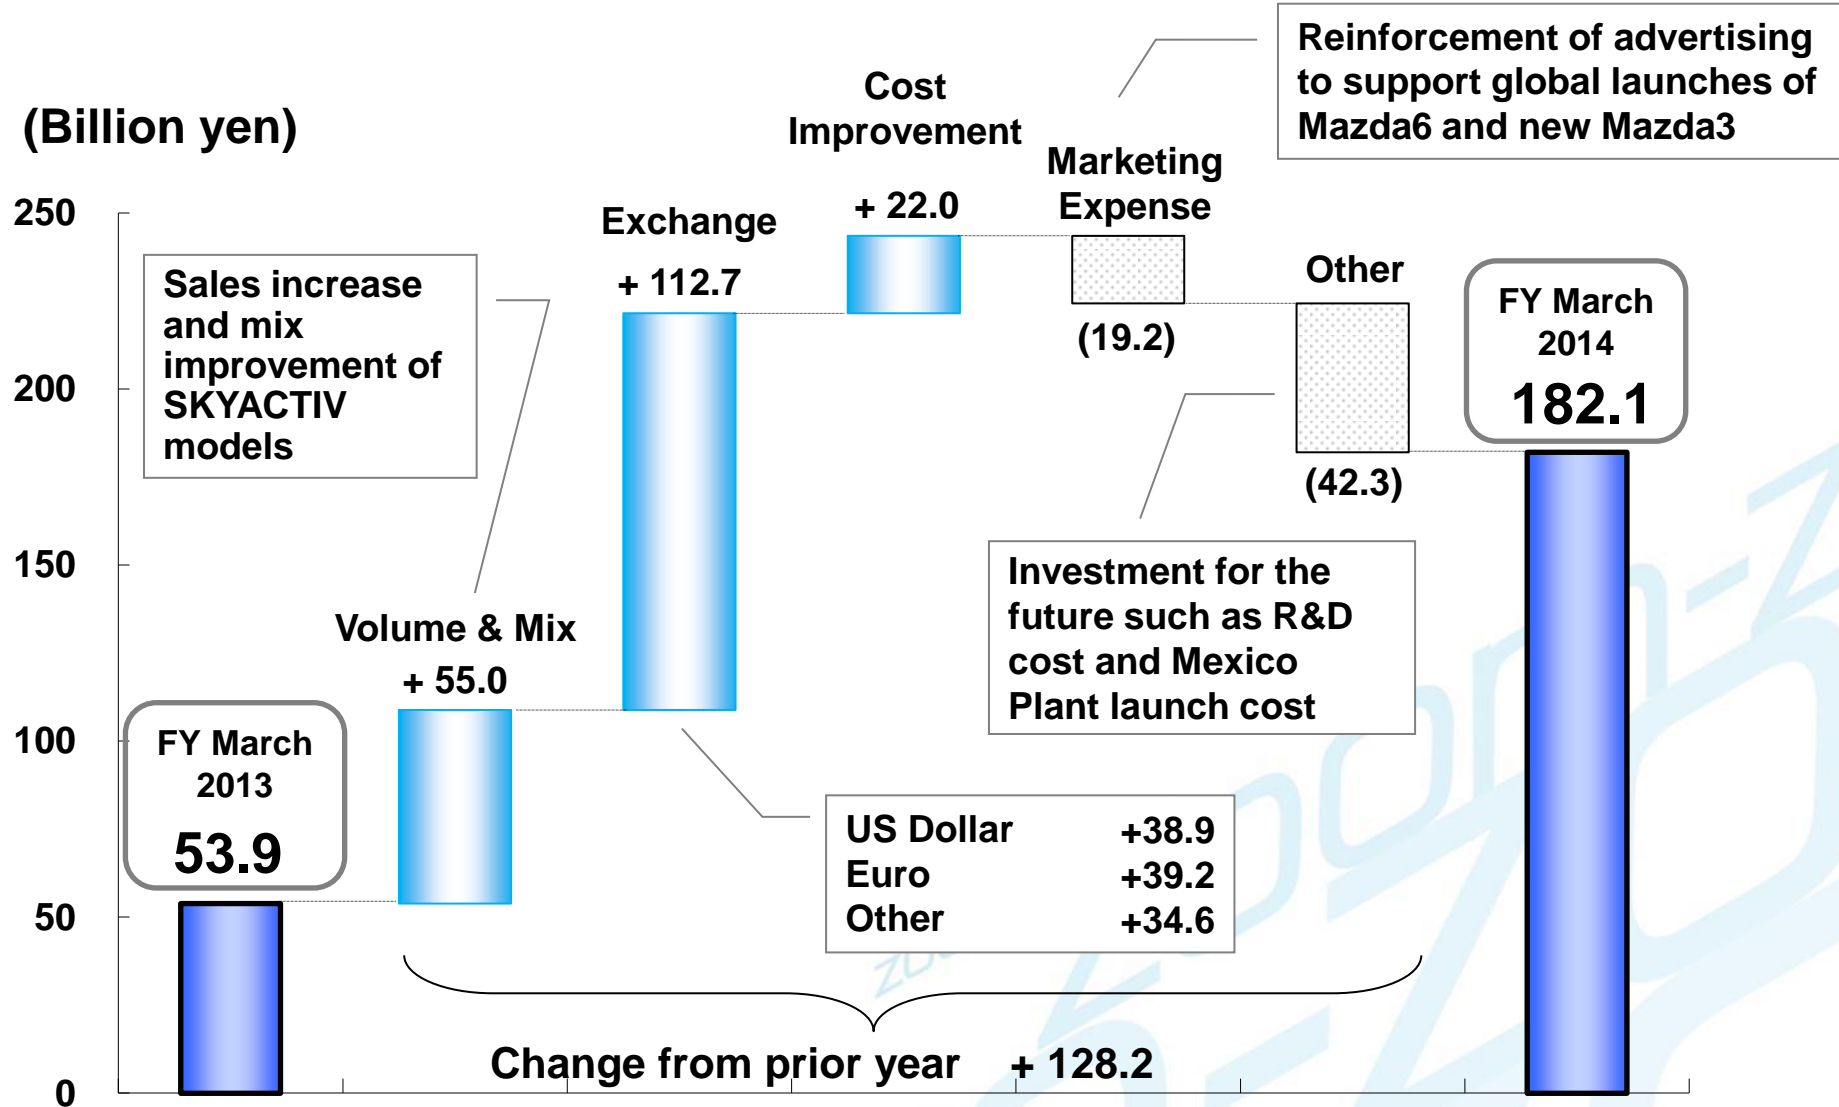 (Billion yen)
250
200
150
100
50
0
FY March
2013
53.9
Sales increase
and mix
improvement of
SKYACTIV
models
Volume & Mix
+ 55.0
Exchange
+ 112.7
US Dollar +38.9
Euro +39.2
Other +34.6
Cost
Improvement
+ 22.0
Marketing
Expense
(19.2)
Reinforcement of advertising
to support global launches of
Mazda6 and new Mazda3
Other
(42.3)
Investment for the
future such as R&D
cost and Mexico
Plant launch cost
FY March
2014
182.1
Change from prior year + 128.2